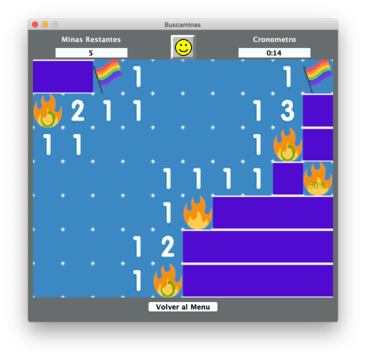 Buscaminas
Minas Restantes
Cronometro
5
0:14
1 1
2 1 1 1 3
1 1 1
1 1 1 1
1
1 2
1
Volver al Menu